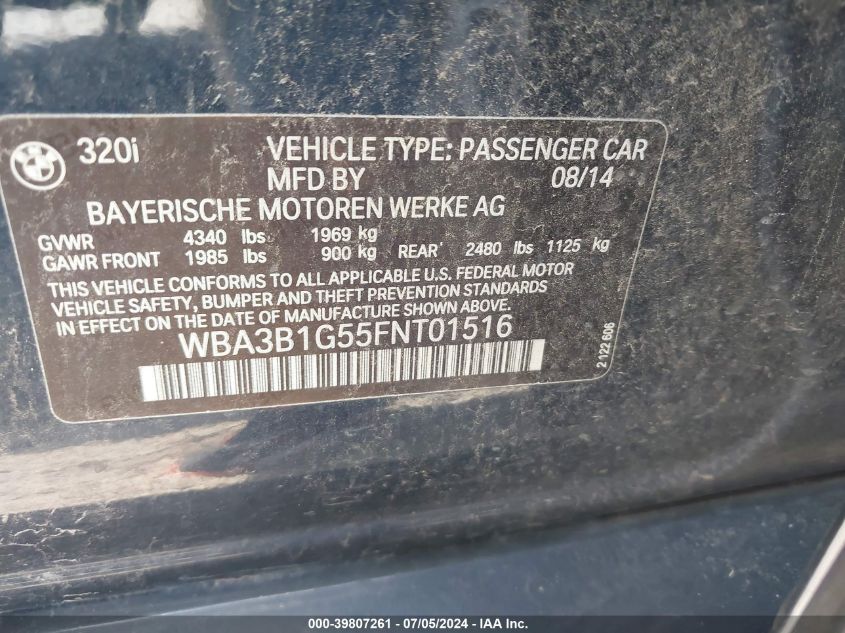 BMW
320i VEHICLE TYPE: PASSENGER CAR
MFD BY 08/14
BAYERISCHE MOTOREN WERKE AG
GVWR 4340 lbs 1969 kg
GAWR FRONT 1985 lbs 900 kg REAR' 2480 lbs 1125 kg
THIS VEHICLE CONFORMS TO ALL APPLICABLE U.S. FEDERAL MOTOR
VEHICLE SAFETY, BUMPER AND THEFT PREVENTION STANDARDS
IN EFFECT ON THE DATE OF MANUFACTURE SHOWN ABOVE.
WBA3B1G55FNT01516
2 122 606
000-39807261 - 07/05/2024 - IAA Inc.